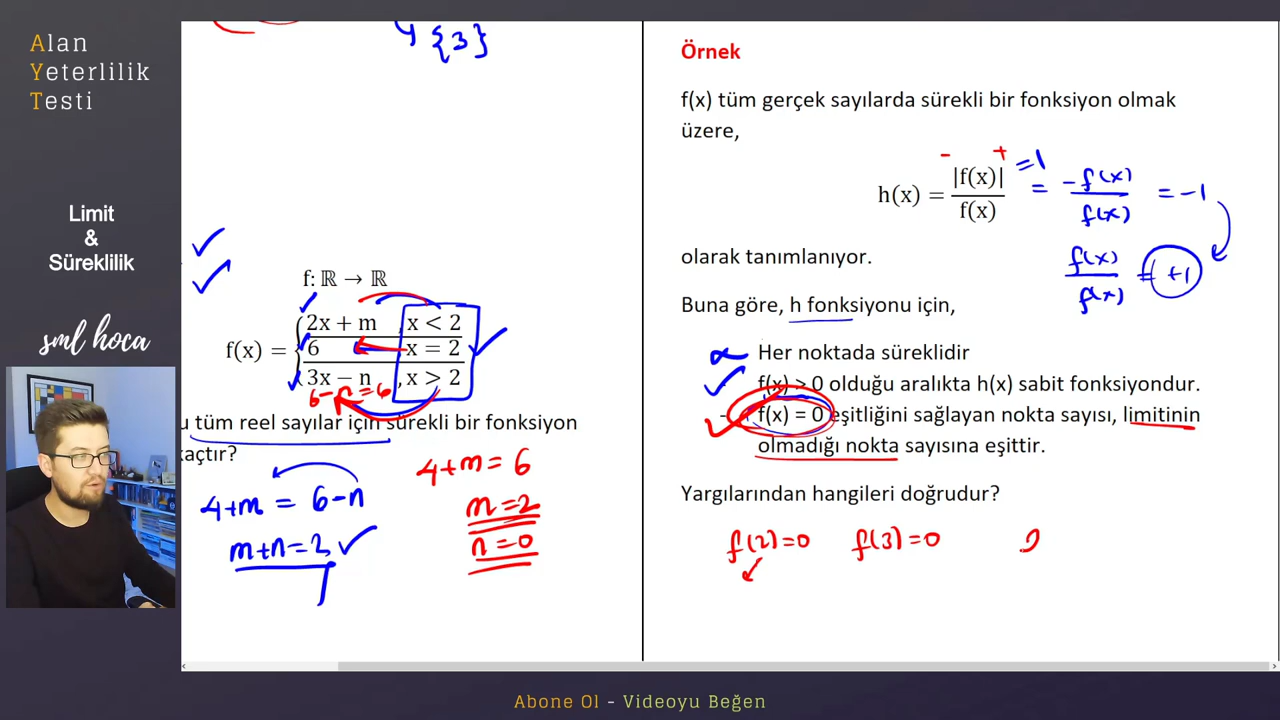 Alan
Yeterlilik
Testi
Limit
&
Süreklilik
sml hoca
{3}
f: ℝ → ℝ
f(x) = { 2x + m , x < 2
6 , x = 2
3x − n , x > 2
6-n=6
u tüm reel sayılar için sürekli bir fonksiyon
kaçtır?
4+m = 6-n
m+n=2
4+m=6
m=2
n=0
Örnek
f(x) tüm gerçek sayılarda sürekli bir fonksiyon olmak
üzere,
- +
h(x) = |f(x)| / f(x) =1 = -f(x) / f(x) = -1
f(x) / f(x) = +1
olarak tanımlanıyor.
Buna göre, h fonksiyonu için,
Her noktada süreklidir
f(x) > 0 olduğu aralıkta h(x) sabit fonksiyondur.
- f(x) = 0 eşitliğini sağlayan nokta sayısı, limitinin
olmadığı nokta sayısına eşittir.
Yargılarından hangileri doğrudur?
f(2)=0 f(3)=0
Abone Ol - Videoyu Beğen